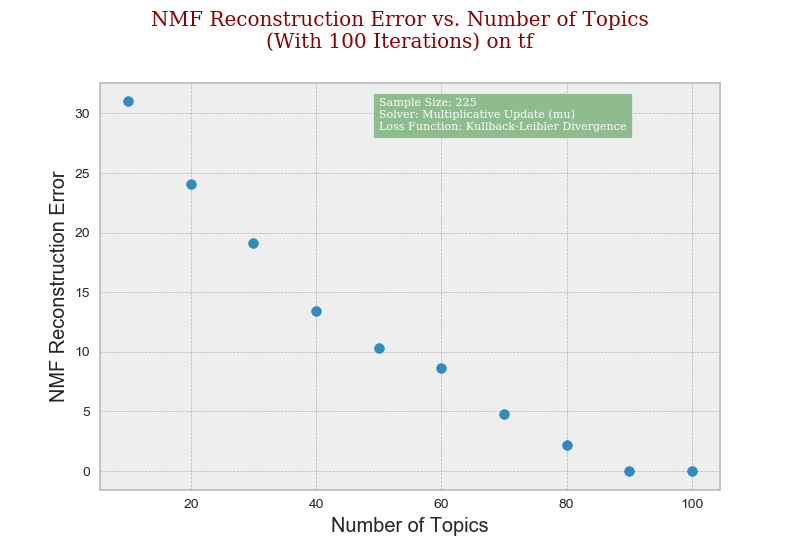 NMF Reconstruction Error vs. Number of Topics
(With 100 Iterations) on tf
Sample Size: 225
Solver: Multiplicative Update (mu)
Loss Function: Kullback-Leibler Divergence
NMF Reconstruction Error
30
25
20
15
10
5
0
20 40 60 80 100
Number of Topics